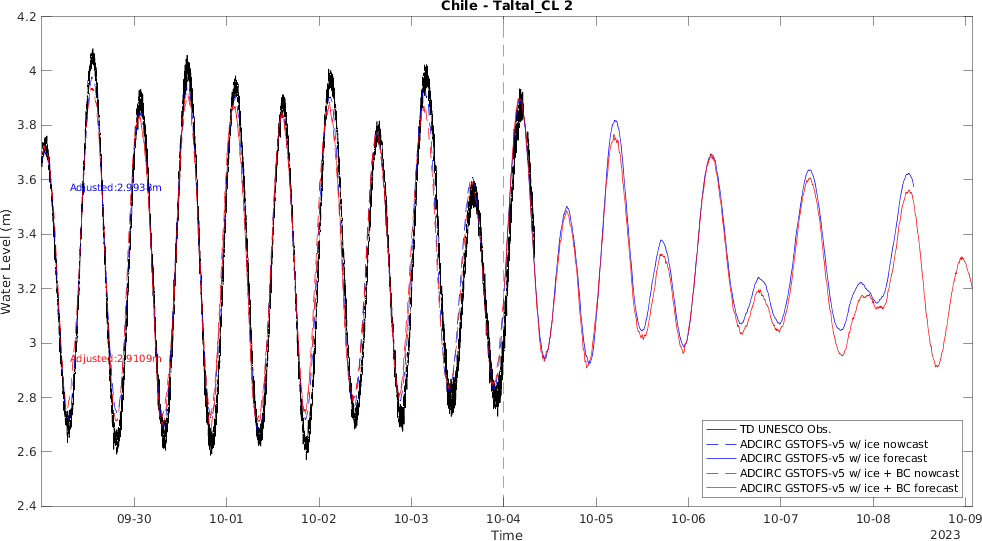 Chile - Taltal_CL 2
4.2
4
3.8
3.6
3.4
3.2
3
2.8
2.6
2.4
Water Level (m)
Adjusted:2.9938m
Adjusted:2.9109m
TD UNESCO Obs.
ADCIRC GSTOFS-v5 w/ ice nowcast
ADCIRC GSTOFS-v5 w/ ice forecast
ADCIRC GSTOFS-v5 w/ ice + BC nowcast
ADCIRC GSTOFS-v5 w/ ice + BC forecast
09-30 10-01 10-02 10-03 10-04 10-05 10-06 10-07 10-08 10-09
Time
2023